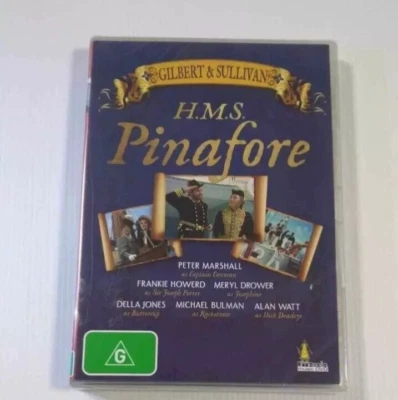 GILBERT & SULLIVAN
H.M.S.
Pinafore
PETER MARSHALL
as Captain Corcoran
FRANKIE HOWERD MERYL DROWER
as Sir Joseph Porter as Josephine
DELLA JONES MICHAEL BULMAN ALAN WATT
as Buttercup as Rackstraw as Dick Deadeye
G